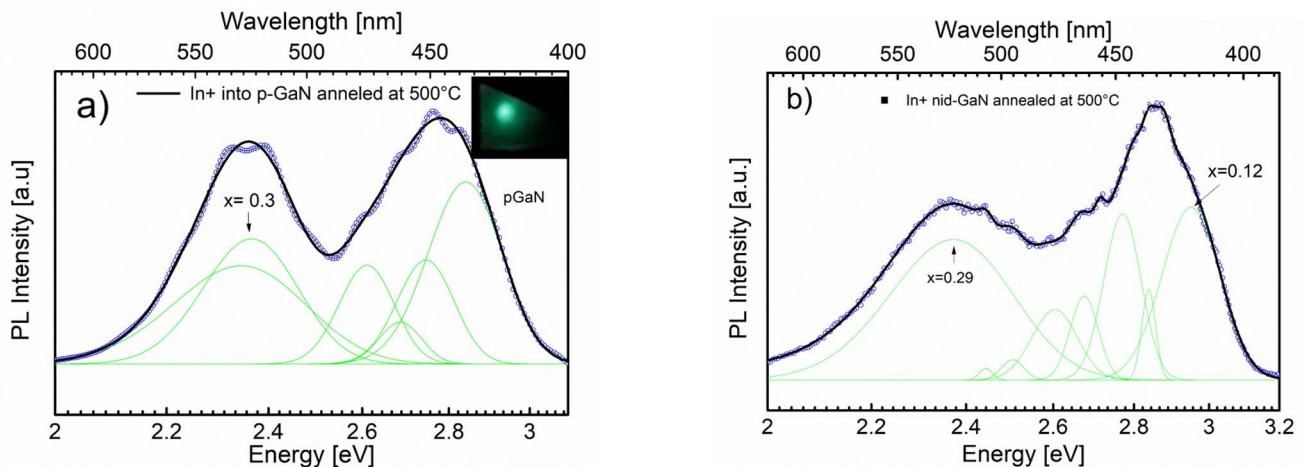 Wavelength [nm]
600 550 500 450 400
a)
In+ into p-GaN anneled at 500°C
x= 0.3
pGaN
PL Intensity [a.u]
2 2.2 2.4 2.6 2.8 3
Energy [eV]
Wavelength [nm]
600 550 500 450 400
b)
In+ nid-GaN annealed at 500°C
x=0.12
x=0.29
PL Intensity [a.u.]
2 2.2 2.4 2.6 2.8 3 3.2
Energy [eV]